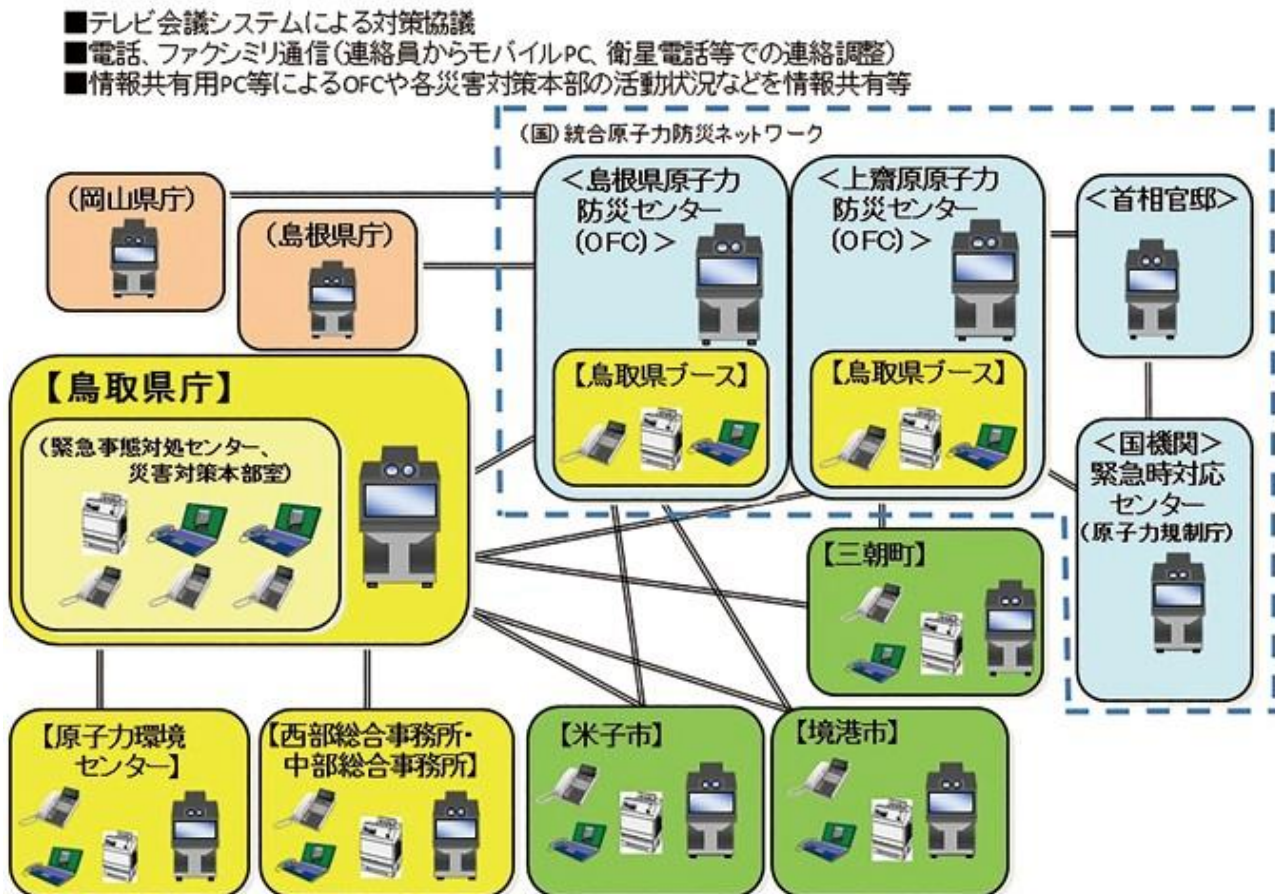 ■テレビ会議システムによる対策協議
■電話、ファクシミリ通信(連絡員からモバイルPC、衛星電話等での連絡調整)
■情報共有用PC等によるOFCや各災害対策本部の活動状況などを情報共有等
(国)統合原子力防災ネットワーク
(岡山県庁)
(島根県庁)
<島根県原子力
防災センター
(OFC)>
<上齋原原子力
防災センター
(OFC)>
<首相官邸>
【鳥取県ブース】
【鳥取県ブース】
【鳥取県庁】
(緊急事態対処センター、
災害対策本部室)
<国機関>
緊急時対応
センター
(原子力規制庁)
【三朝町】
【原子力環境
センター】
【西部総合事務所・
中部総合事務所】
【米子市】
【境港市】